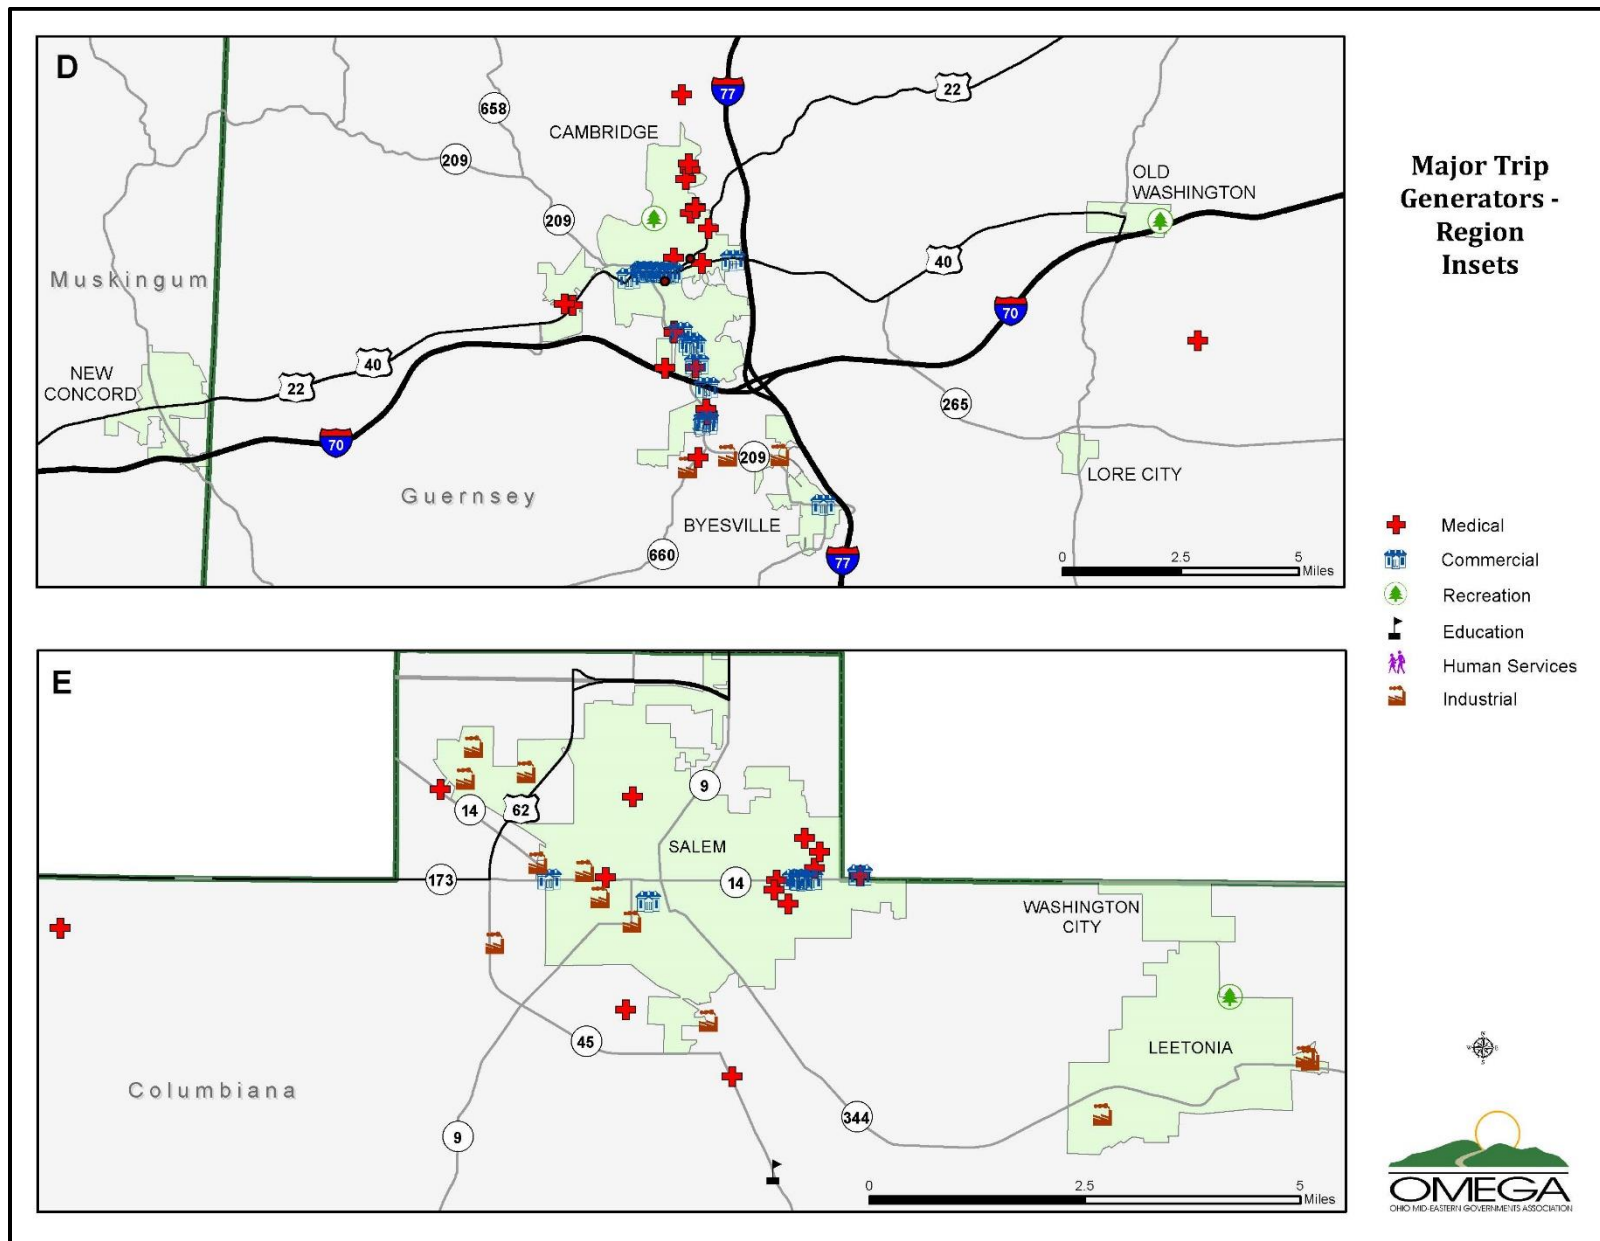 D
77
22
658
CAMBRIDGE
209
OLD
WASHINGTON
209
40
Muskingum
70
NEW
CONCORD
40
22
265
70
209
LORE CITY
Guernsey
BYESVILLE
660
77
0 2.5 5
Miles
Major Trip
Generators -
Region
Insets
Medical
Commercial
Recreation
Education
Human Services
Industrial
E
9
14
62
SALEM
173
14
WASHINGTON
CITY
45
LEETONIA
Columbiana
344
9
0 2.5 5
Miles
N
S
OMEGA
OHIO MID-EASTERN GOVERNMENTS ASSOCIATION